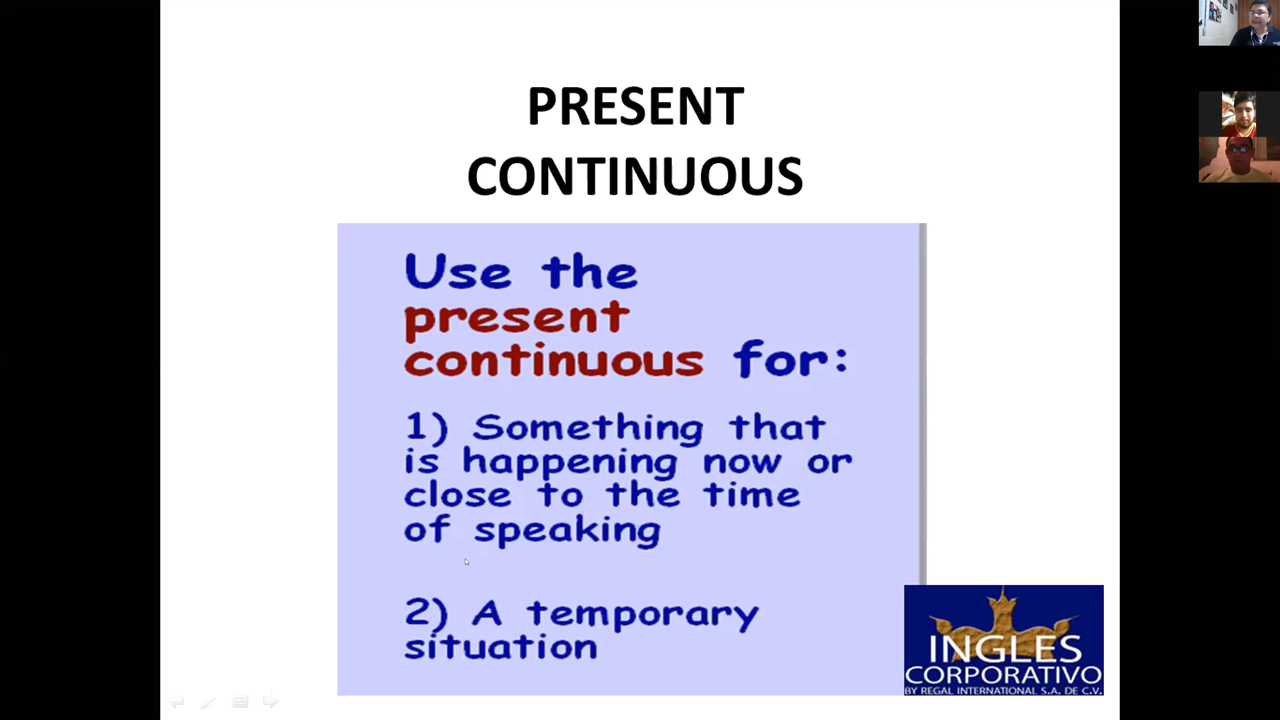 PRESENT
CONTINUOUS
Use the
present
continuous for:
1) Something that
is happening now or
close to the time
of speaking
2) A temporary
situation
INGLES
CORPORATIVO
BY REGAL INTERNATIONAL S.A. DE C.V.